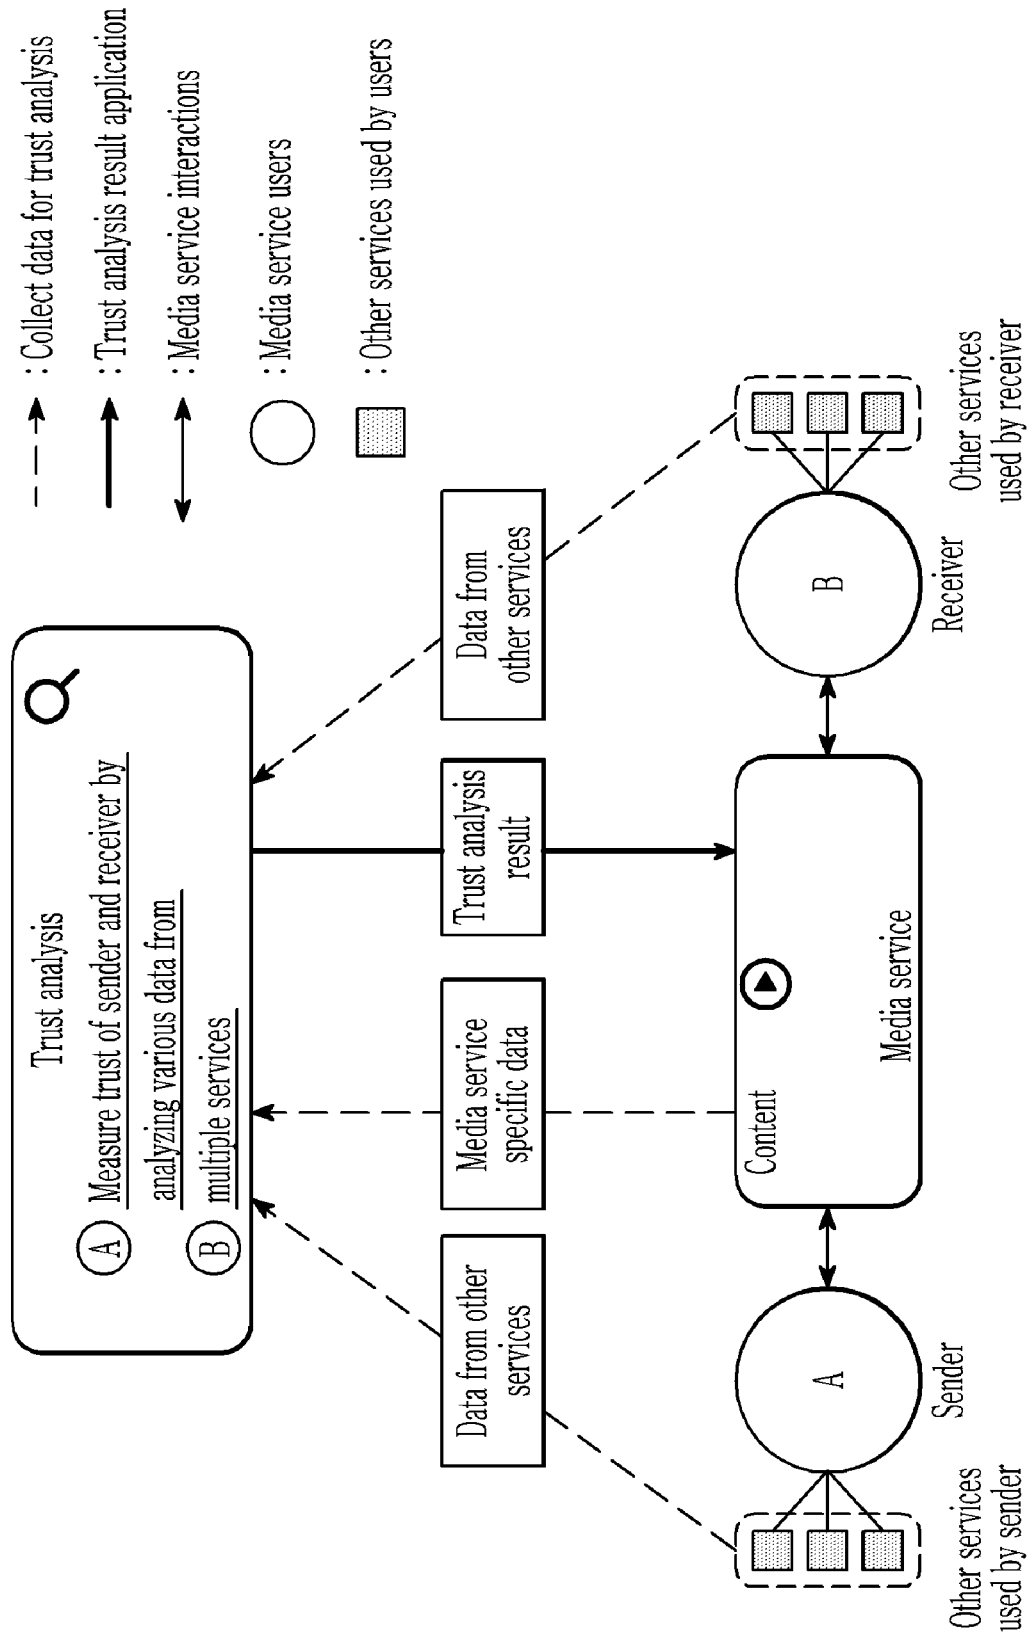 : Collect data for trust analysis
: Trust analysis result application
: Media service interactions
: Media service users
: Other services used by users
Trust analysis
A
Measure trust of sender and receiver by
analyzing various data from
B
multiple services
Data from other
services
Media service
specific data
Trust analysis
result
Data from
other services
Content
Media service
A
Sender
B
Receiver
Other services
used by sender
Other services
used by receiver